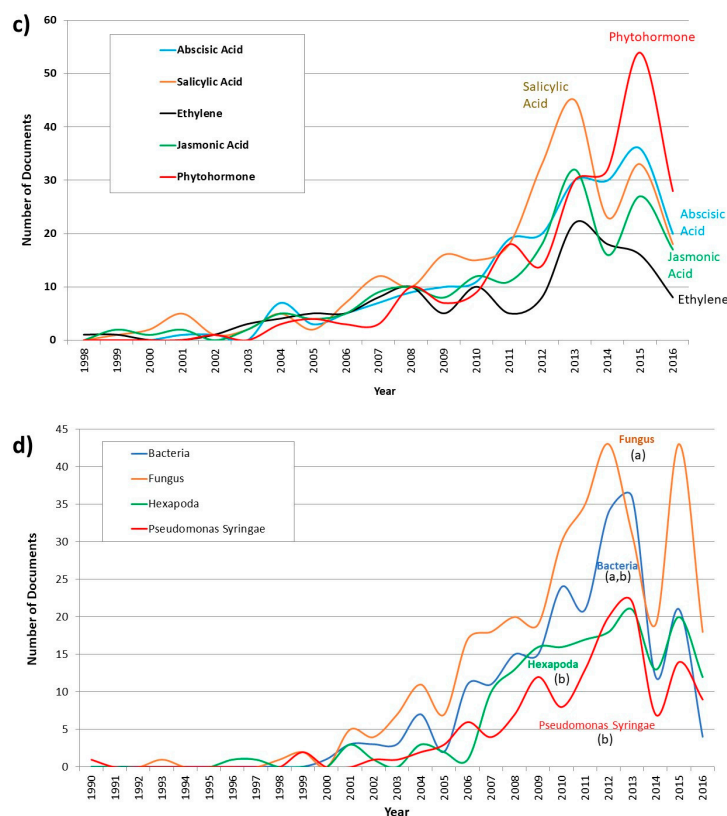 c)
60
50
40
30
20
10
0
Number of Documents
Abscisic Acid
Salicylic Acid
Ethylene
Jasmonic Acid
Phytohormone
Phytohormone
Salicylic
Acid
Abscisic
Acid
Jasmonic
Acid
Ethylene
1998 1999 2000 2001 2002 2003 2004 2005 2006 2007 2008 2009 2010 2011 2012 2013 2014 2015 2016
Year
d)
45
40
35
30
25
20
15
10
5
0
Number of Documents
Bacteria
Fungus
Hexapoda
Pseudomonas Syringae
Fungus
(a)
Bacteria
(a,b)
Hexapoda
(b)
Pseudomonas Syringae
(b)
1990 1991 1992 1993 1994 1995 1996 1997 1998 1999 2000 2001 2002 2003 2004 2005 2006 2007 2008 2009 2010 2011 2012 2013 2014 2015 2016
Year